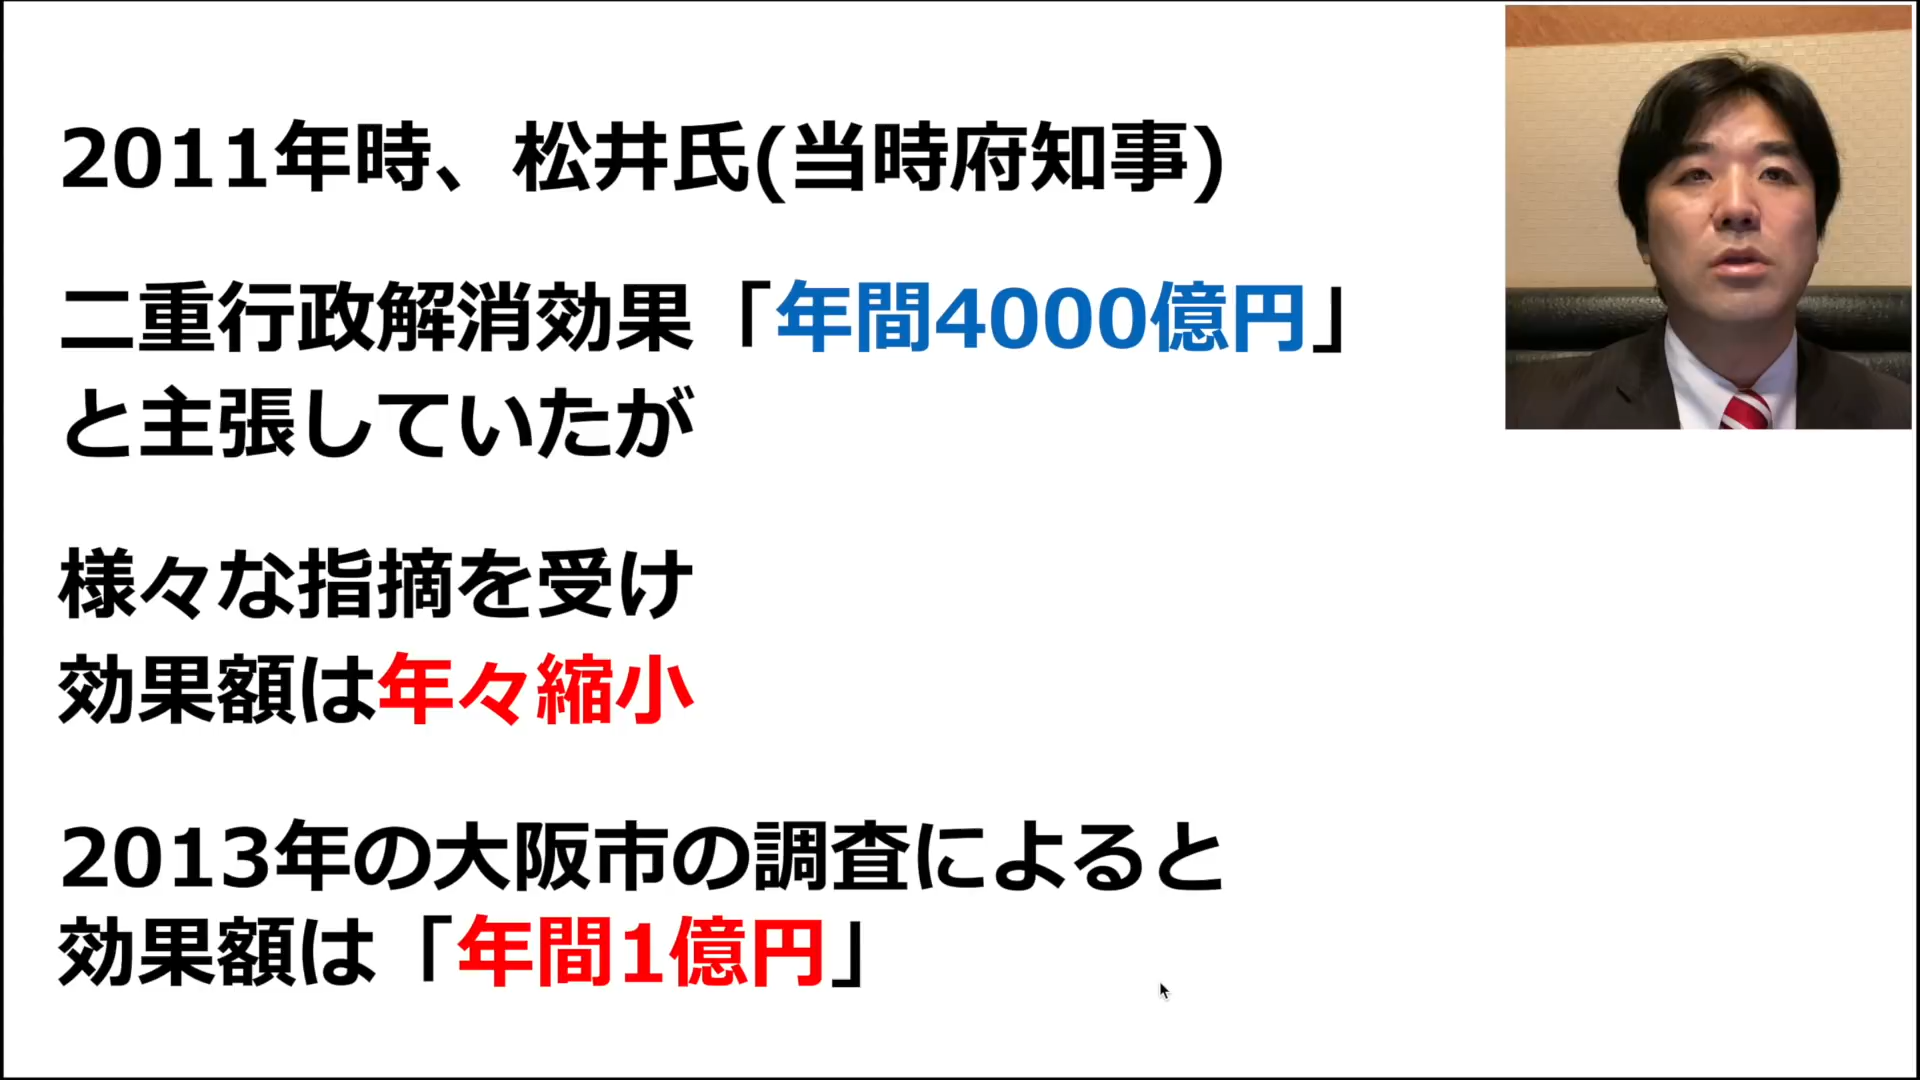 2011年時、松井氏(当時府知事)
二重行政解消効果「年間4000億円」
と主張していたが
様々な指摘を受け
効果額は年々縮小
2013年の大阪市の調査によると
効果額は「年間1億円」